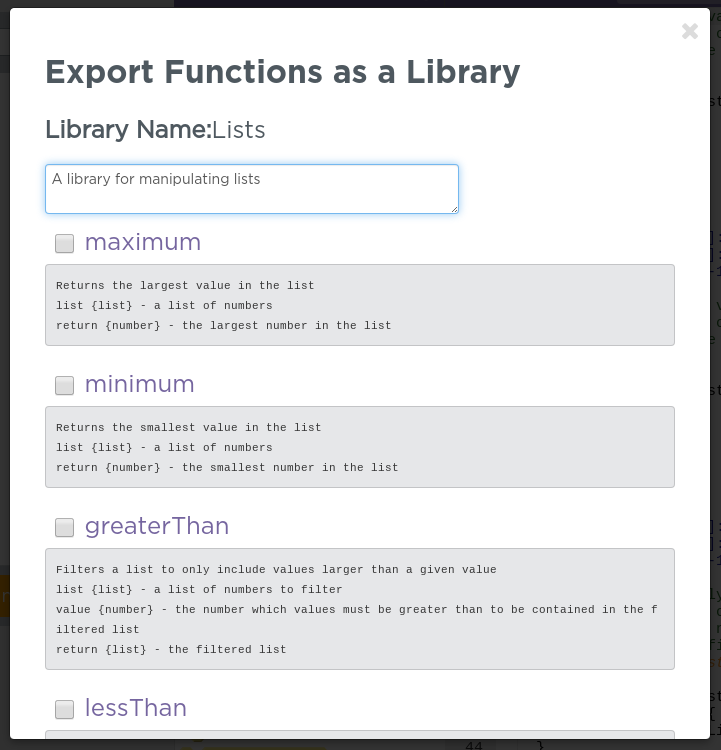 Export Functions as a Library
Library Name:Lists
A library for manipulating lists
maximum
Returns the largest value in the list
list {list} - a list of numbers
return {number} - the largest number in the list
minimum
Returns the smallest value in the list
list {list} - a list of numbers
return {number} - the smallest number in the list
greaterThan
Filters a list to only include values larger than a given value
list {list} - a list of numbers to filter
value {number} - the number which values must be greater than to be contained in the f
iltered list
return {list} - the filtered list
lessThan
44 }